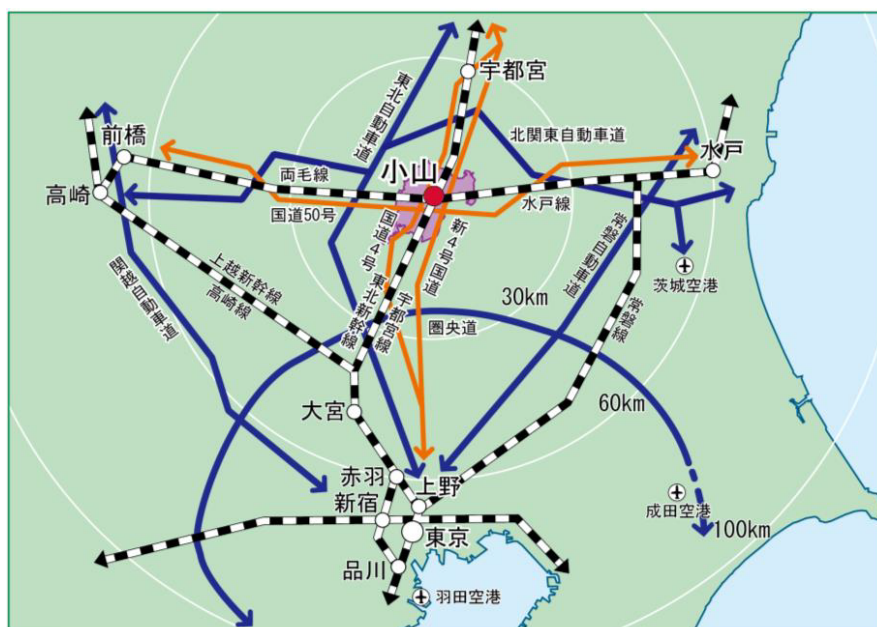 宇都宮
東北自動車道
北関東自動車道
前橋
水戸
両毛線
小山
高崎
国道50号
水戸線
国道4号
新4号国道
常磐自動車道
茨城空港
上越新幹線
高崎線
関越自動車道
東北新幹線
宇都宮線
30km
圏央道
常磐線
60km
大宮
赤羽
上野
新宿
成田空港
100km
東京
品川
羽田空港